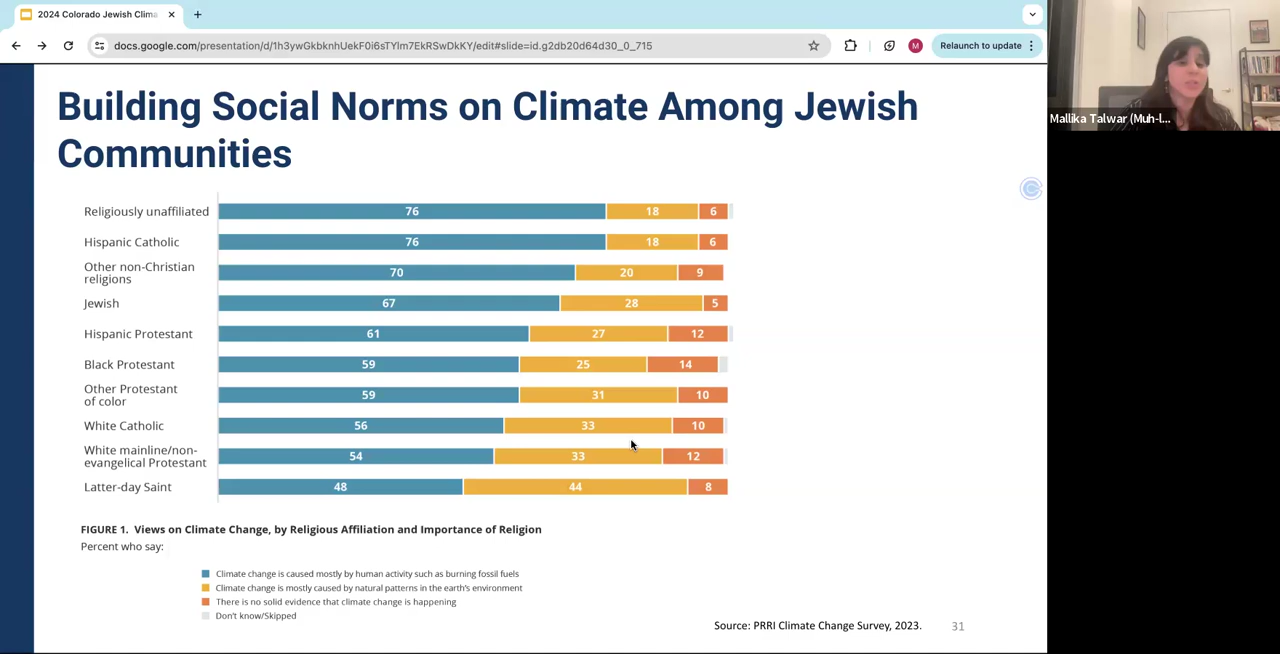 2024 Colorado Jewish Clima
docs.google.com/presentation/d/1h3ywGkbknhUekF0i6sTYlm7EkRSwDkKY/edit#slide=id.g2db20d64d30_0_715
M
Relaunch to update
Mallika Talwar (Muh-l...
Building Social Norms on Climate Among Jewish
Communities
Religiously unaffiliated 76 18 6
Hispanic Catholic 76 18 6
Other non-Christian
religions 70 20 9
Jewish 67 28 5
Hispanic Protestant 61 27 12
Black Protestant 59 25 14
Other Protestant
of color 59 31 10
White Catholic 56 33 10
White mainline/non-
evangelical Protestant 54 33 12
Latter-day Saint 48 44 8
FIGURE 1. Views on Climate Change, by Religious Affiliation and Importance of Religion
Percent who say:
Climate change is caused mostly by human activity such as burning fossil fuels
Climate change is mostly caused by natural patterns in the earth's environment
There is no solid evidence that climate change is happening
Don't know/Skipped
Source: PRRI Climate Change Survey, 2023.
31